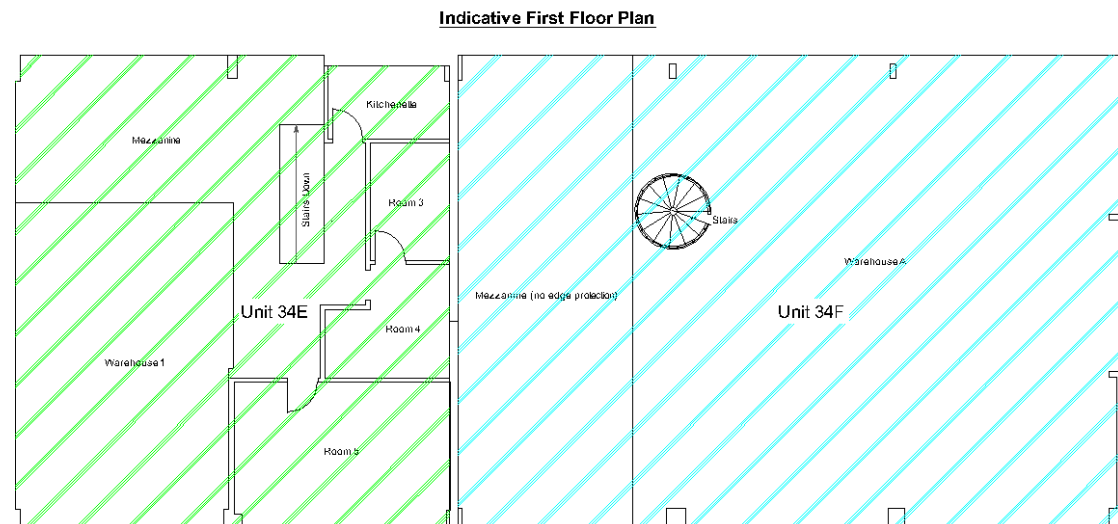 Indicative First Floor Plan
Kitchenette
Mezzanine
Stairs Down
Room 3
Stairs
Warehouse A
Mezzanine (no edge protection)
Unit 34E
Unit 34F
Room 4
Warehouse 1
Room 5